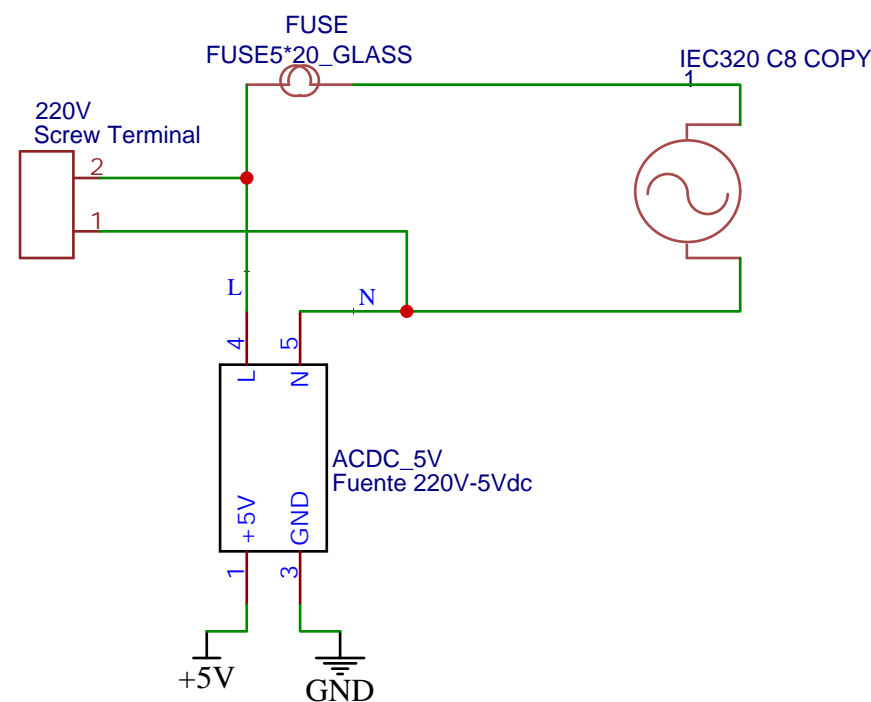 FUSE
FUSE5*20_GLASS
IEC320 C8 COPY
1
220V
Screw Terminal
2
1
L
N
4
5
L
N
ACDC_5V
Fuente 220V-5Vdc
+5V
GND
1
3
+5V
GND